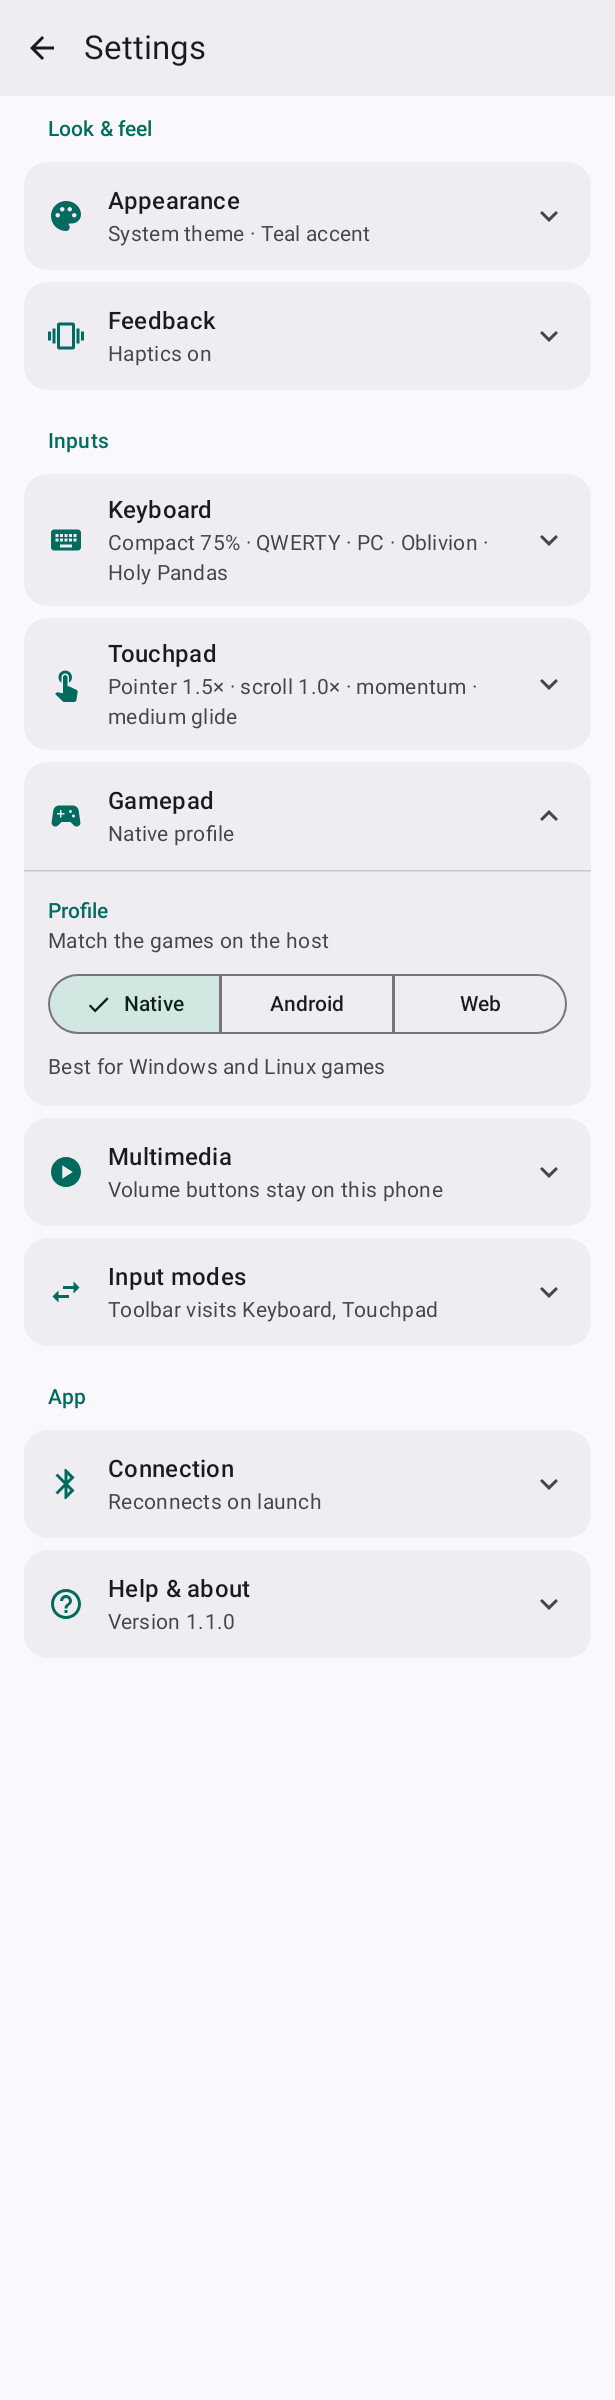 Settings
Look & feel
Appearance
System theme · Teal accent
Feedback
Haptics on
Inputs
Keyboard
Compact 75% · QWERTY · PC · Oblivion ·
Holy Pandas
Touchpad
Pointer 1.5× · scroll 1.0× · momentum ·
medium glide
Gamepad
Native profile
Profile
Match the games on the host
Native
Android
Web
Best for Windows and Linux games
Multimedia
Volume buttons stay on this phone
Input modes
Toolbar visits Keyboard, Touchpad
App
Connection
Reconnects on launch
Help & about
Version 1.1.0